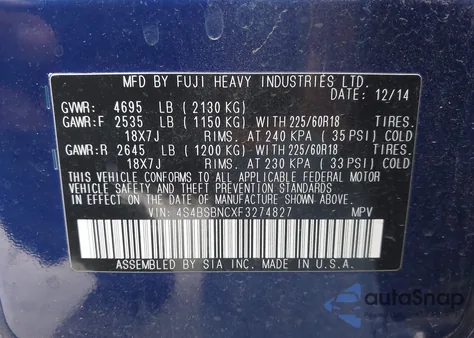 MFD BY FUJI HEAVY INDUSTRIES LTD.
DATE: 12/14
GVWR: 4695 LB (2130 KG)
GAWR:F 2535 LB (1150 KG) WITH 225/60R18 TIRES.
18X7J RIMS. AT 240 KPA (35 PSI) COLD
GAWR:R 2645 LB (1200 KG) WITH 225/60R18 TIRES.
18X7J RIMS. AT 230 KPA (33 PSI) COLD
THIS VEHICLE CONFORMS TO ALL APPLICABLE FEDERAL MOTOR
VEHICLE SAFETY AND THEFT PREVENTION STANDARDS
IN EFFECT ON THE DATE OF MANUFACTURE SHOWN ABOVE.
VIN: 4S4BSBNCXF3274827 MPV
ASSEMBLED BY SIA INC. MADE IN U.S.A.
autoSnap